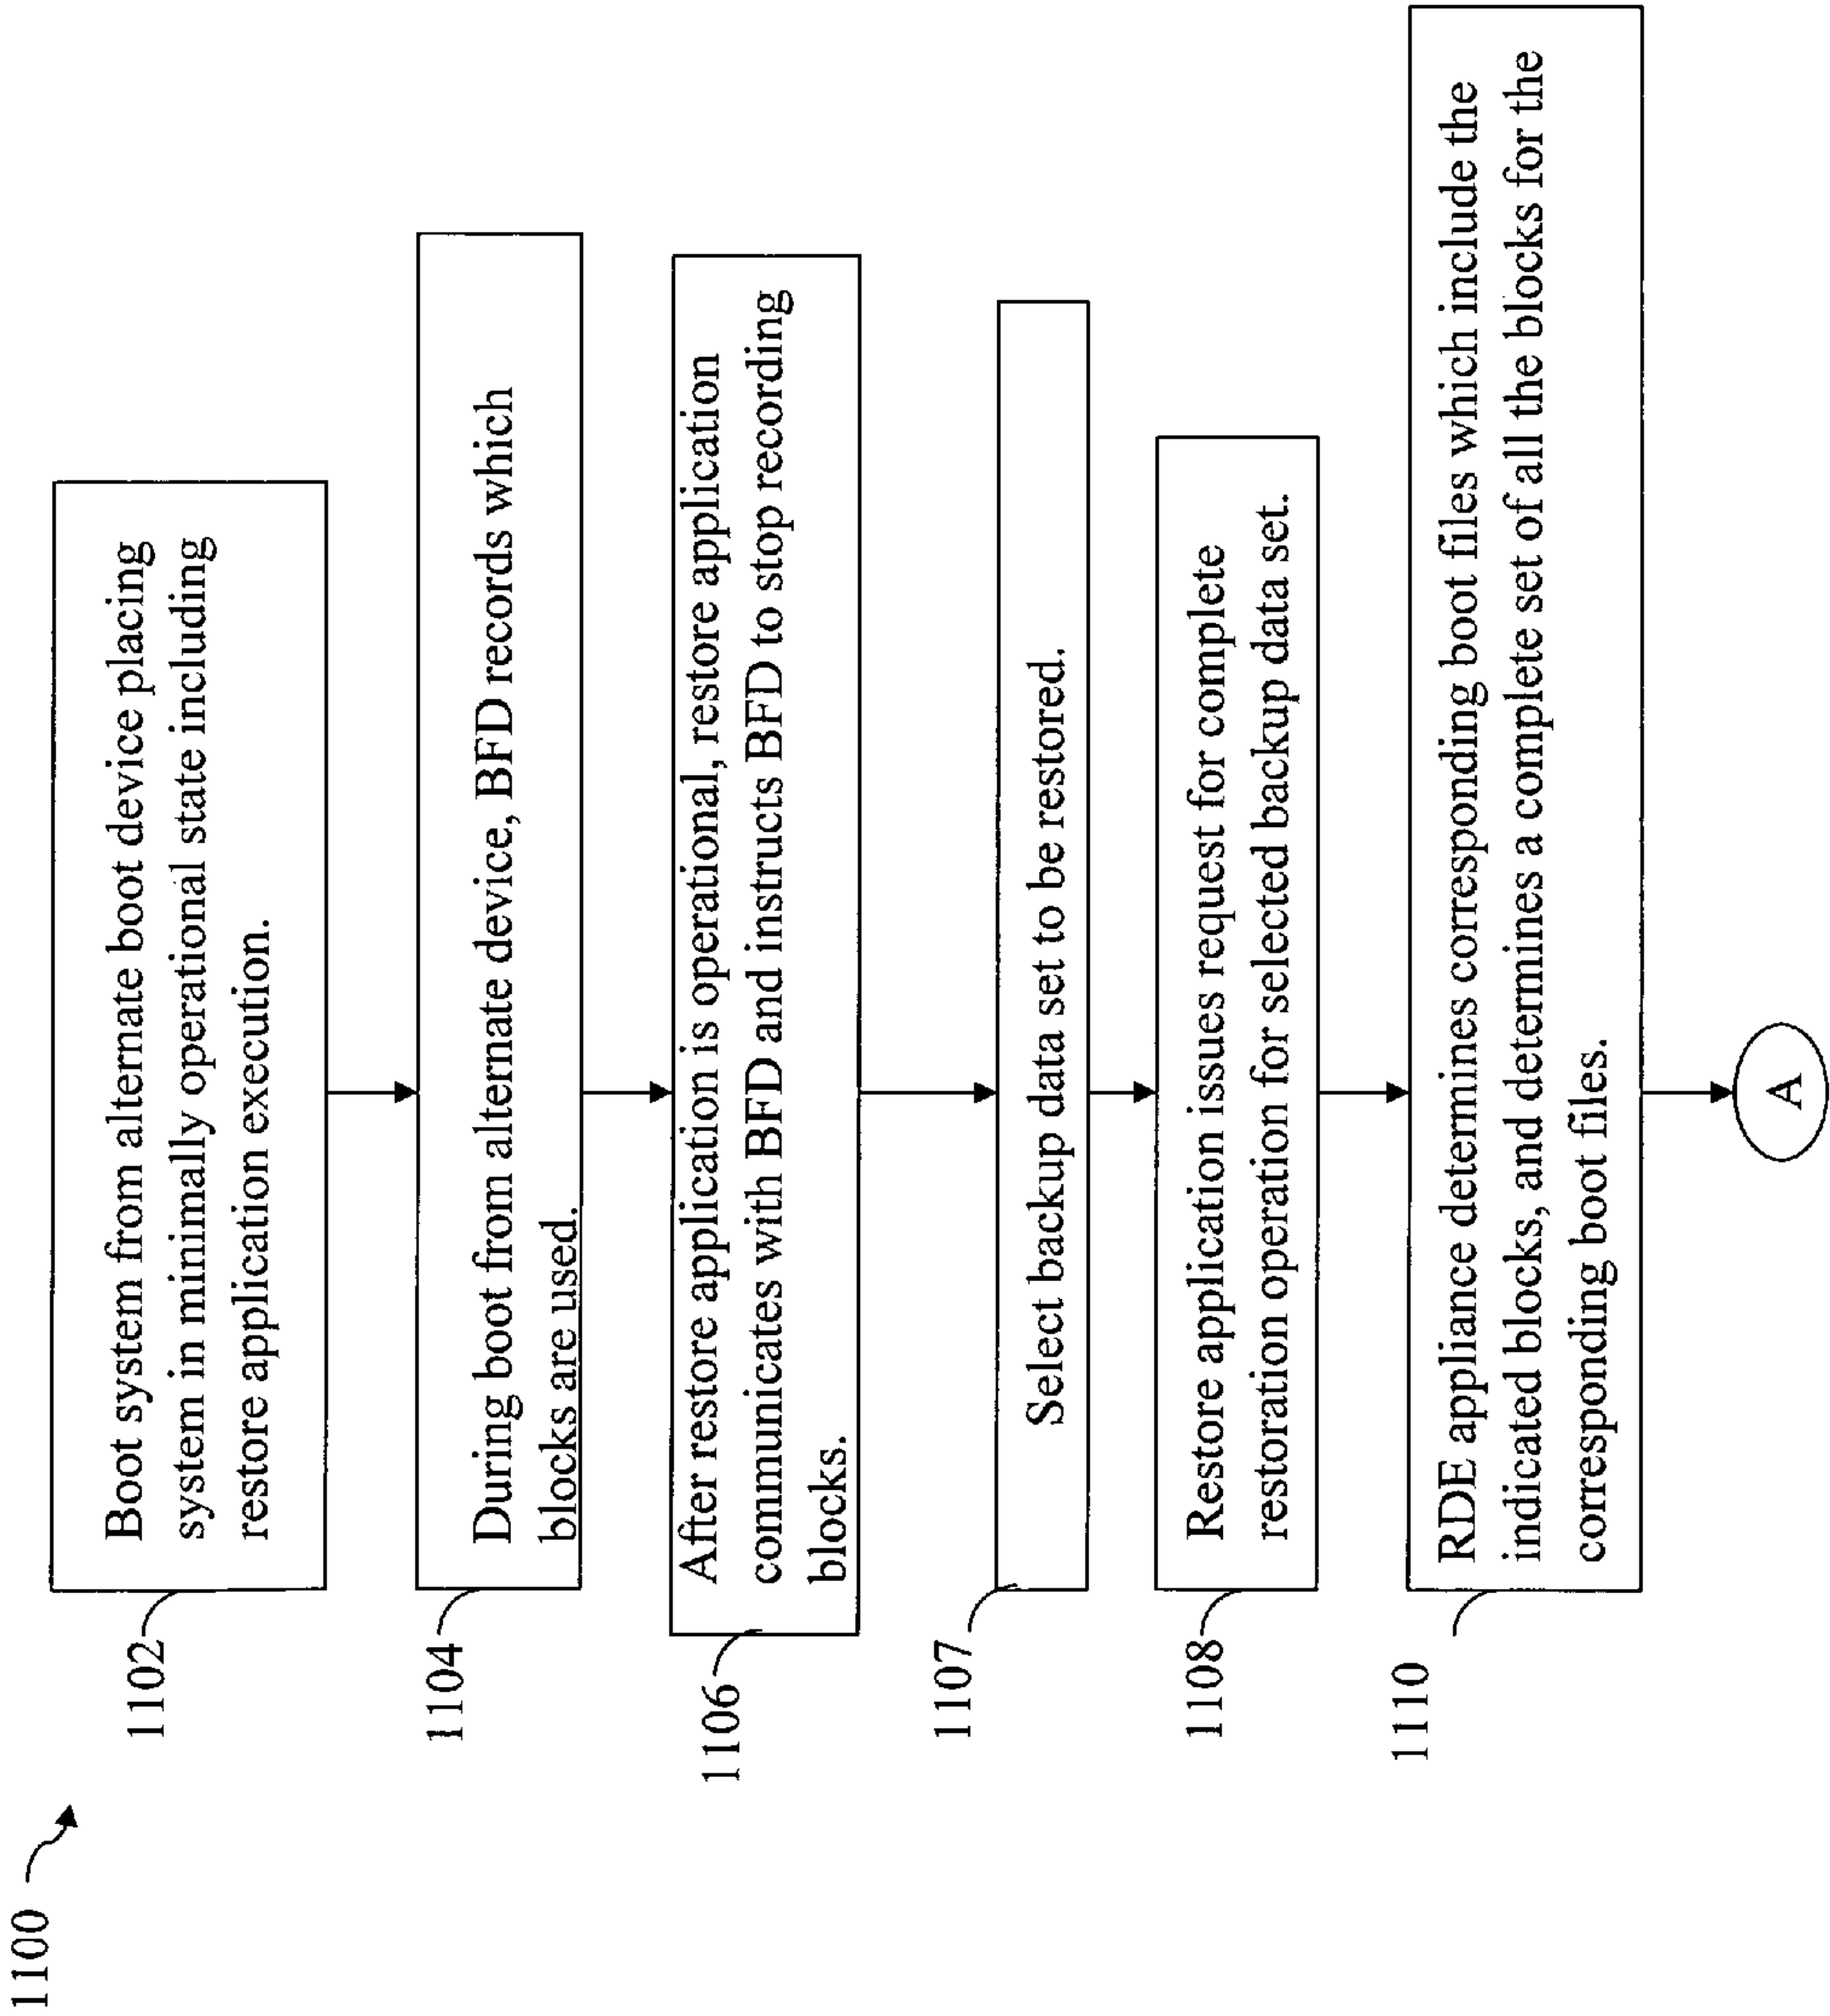 1100
1102
Boot system from alternate boot device placing
system in minimally operational state including
restore application execution.
1104
During boot from alternate device, BFD records which
blocks are used.
1106
After restore application is operational, restore application
communicates with BFD and instructs BFD to stop recording
blocks.
1107
Select backup data set to be restored.
1108
Restore application issues request for complete
restoration operation for selected backup data set.
1110
RDE appliance determines corresponding boot files which include the
indicated blocks, and determines a complete set of all the blocks for the
corresponding boot files.
A